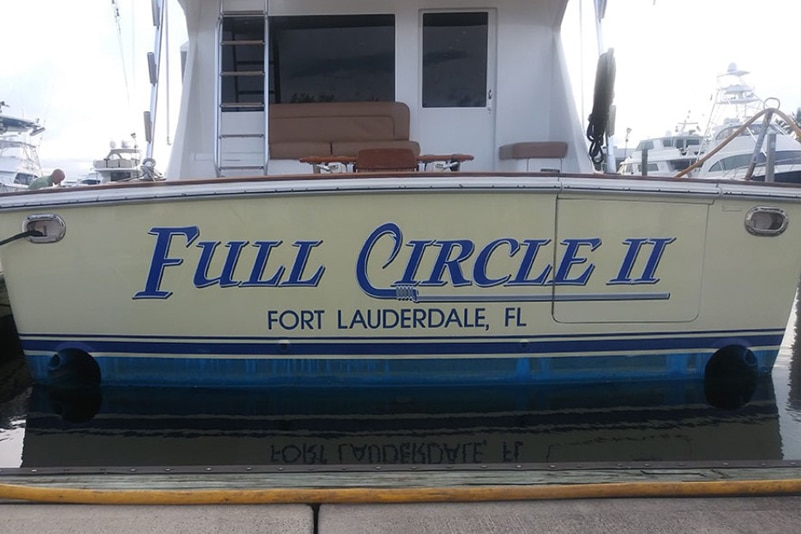 Full Circle II
FORT LAUDERDALE, FL